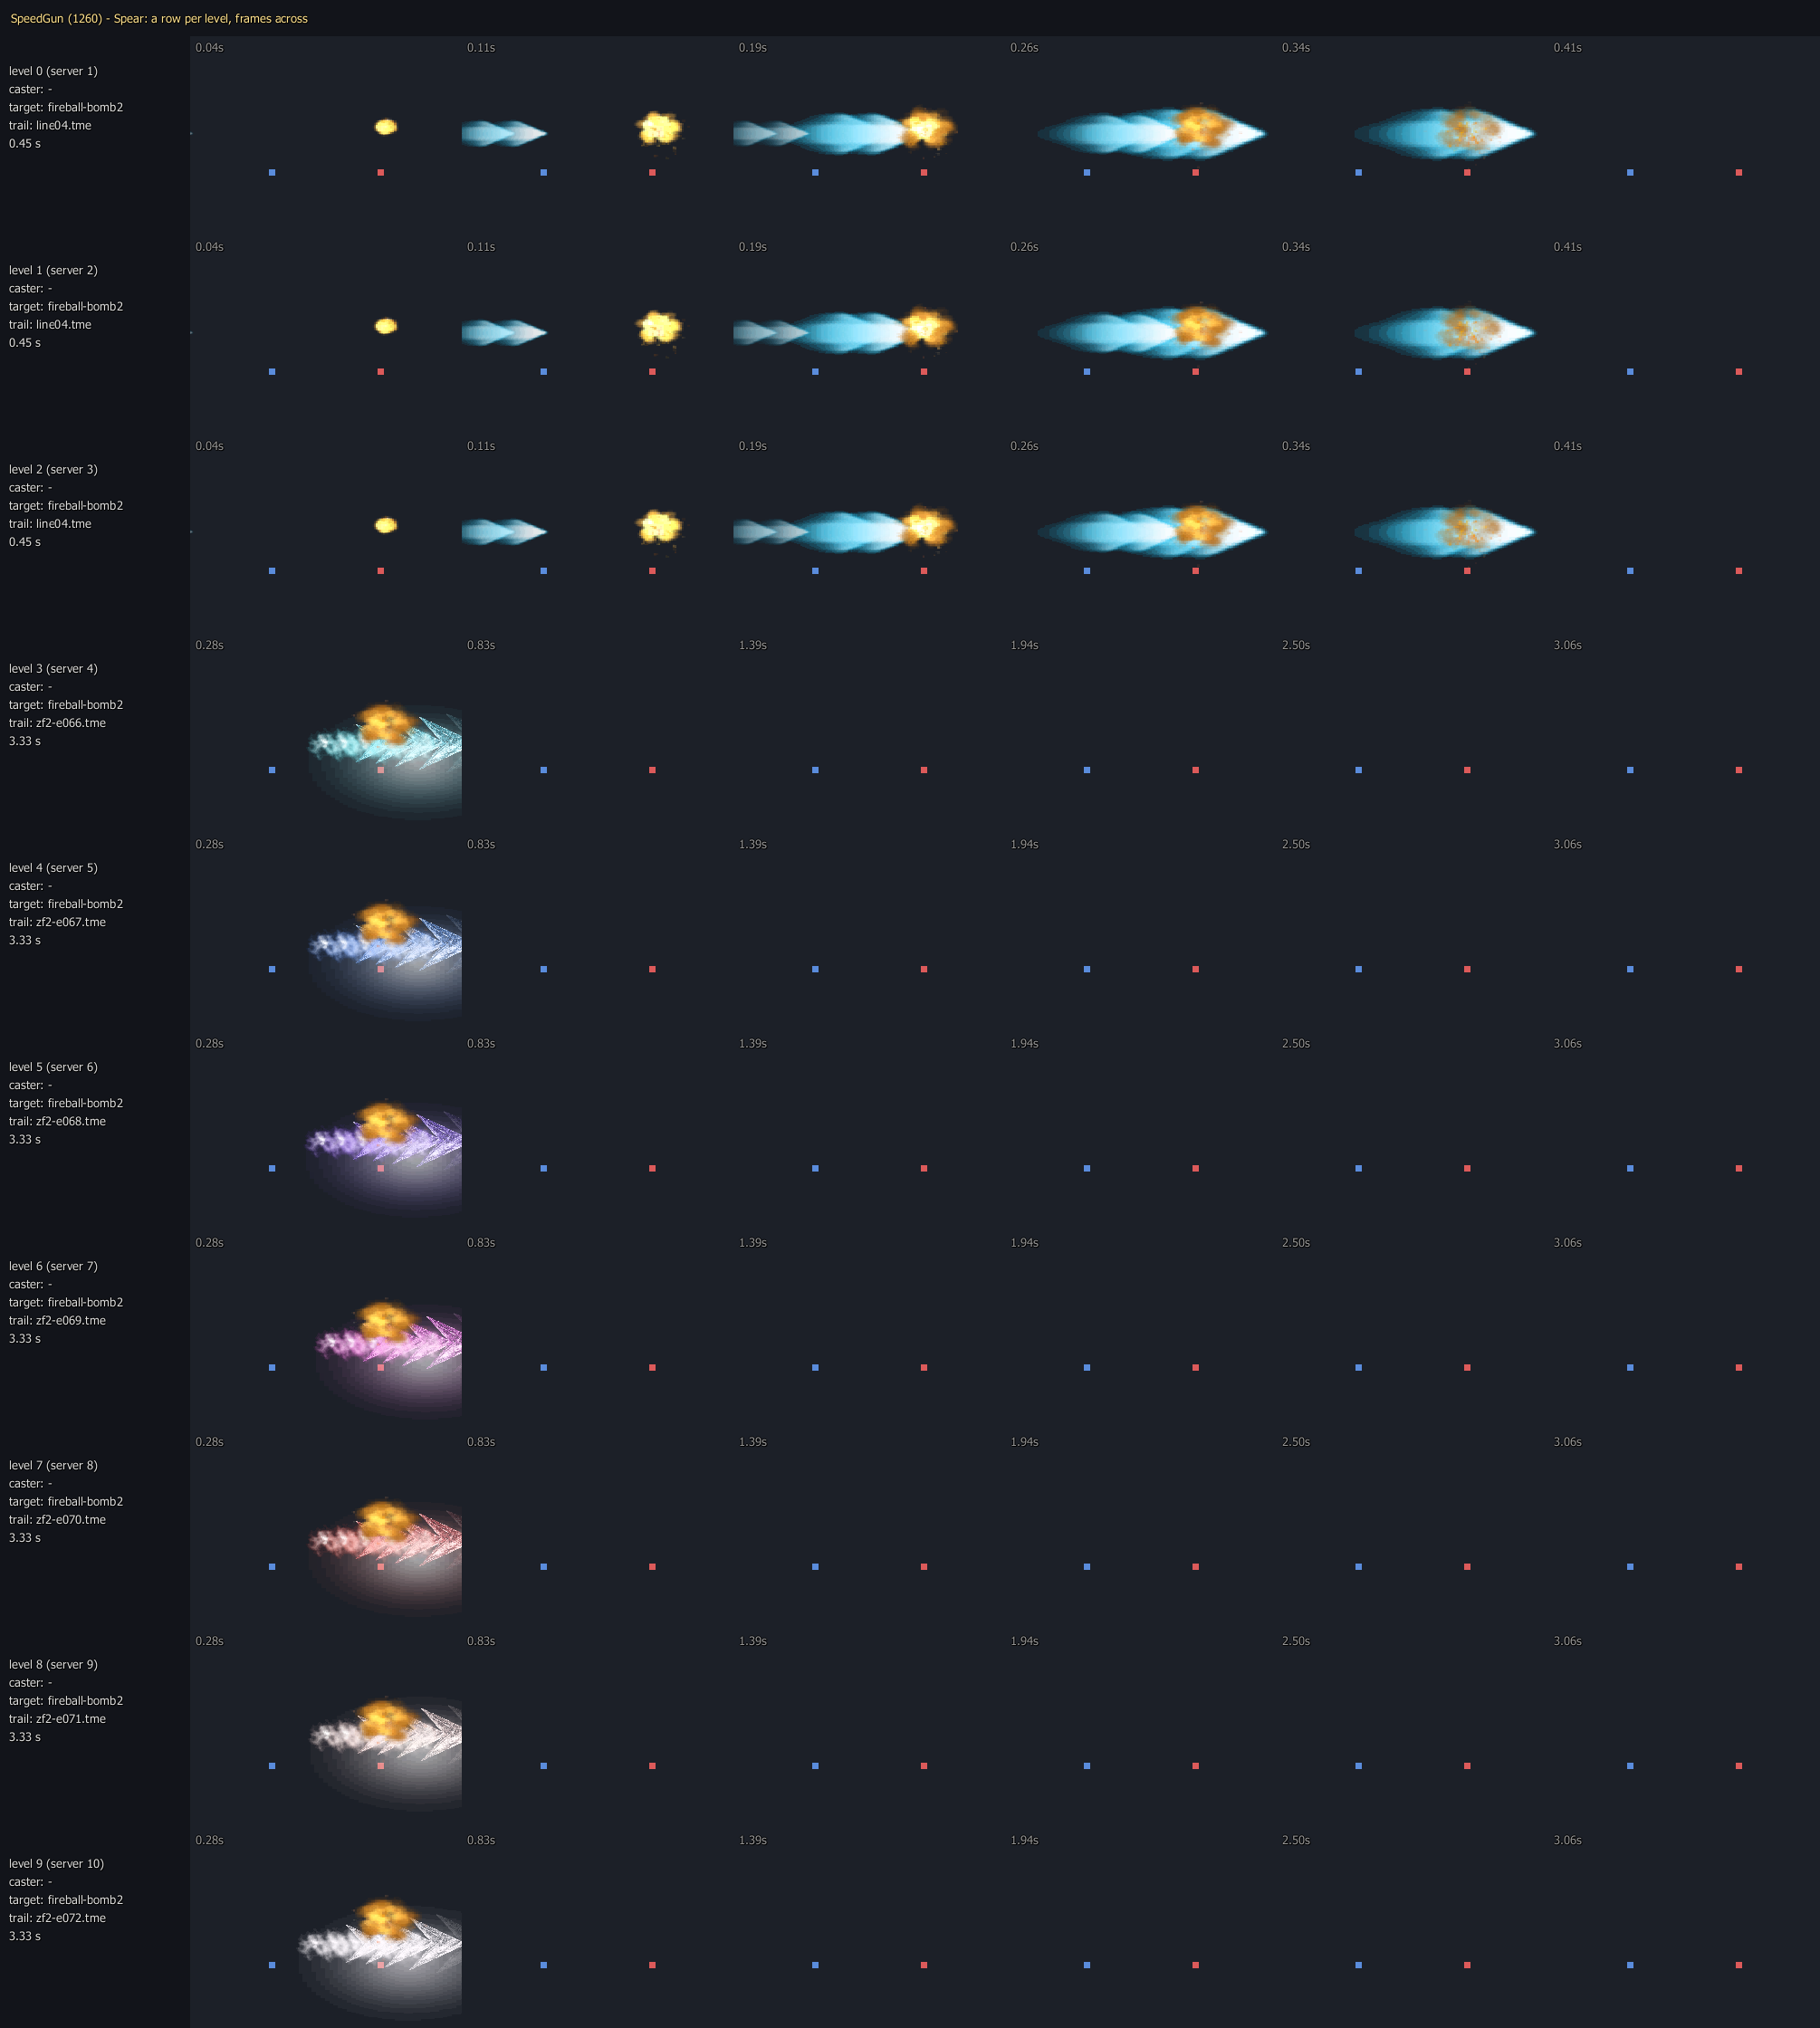 SpeedGun (1260) - Spear: a row per level, frames across
0.04s 0.11s 0.19s 0.26s 0.34s 0.41s
level 0 (server 1)
caster: -
target: fireball-bomb2
trail: line04.tme
0.45 s
0.04s 0.11s 0.19s 0.26s 0.34s 0.41s
level 1 (server 2)
caster: -
target: fireball-bomb2
trail: line04.tme
0.45 s
0.04s 0.11s 0.19s 0.26s 0.34s 0.41s
level 2 (server 3)
caster: -
target: fireball-bomb2
trail: line04.tme
0.45 s
0.28s 0.83s 1.39s 1.94s 2.50s 3.06s
level 3 (server 4)
caster: -
target: fireball-bomb2
trail: zf2-e066.tme
3.33 s
0.28s 0.83s 1.39s 1.94s 2.50s 3.06s
level 4 (server 5)
caster: -
target: fireball-bomb2
trail: zf2-e067.tme
3.33 s
0.28s 0.83s 1.39s 1.94s 2.50s 3.06s
level 5 (server 6)
caster: -
target: fireball-bomb2
trail: zf2-e068.tme
3.33 s
0.28s 0.83s 1.39s 1.94s 2.50s 3.06s
level 6 (server 7)
caster: -
target: fireball-bomb2
trail: zf2-e069.tme
3.33 s
0.28s 0.83s 1.39s 1.94s 2.50s 3.06s
level 7 (server 8)
caster: -
target: fireball-bomb2
trail: zf2-e070.tme
3.33 s
0.28s 0.83s 1.39s 1.94s 2.50s 3.06s
level 8 (server 9)
caster: -
target: fireball-bomb2
trail: zf2-e071.tme
3.33 s
0.28s 0.83s 1.39s 1.94s 2.50s 3.06s
level 9 (server 10)
caster: -
target: fireball-bomb2
trail: zf2-e072.tme
3.33 s